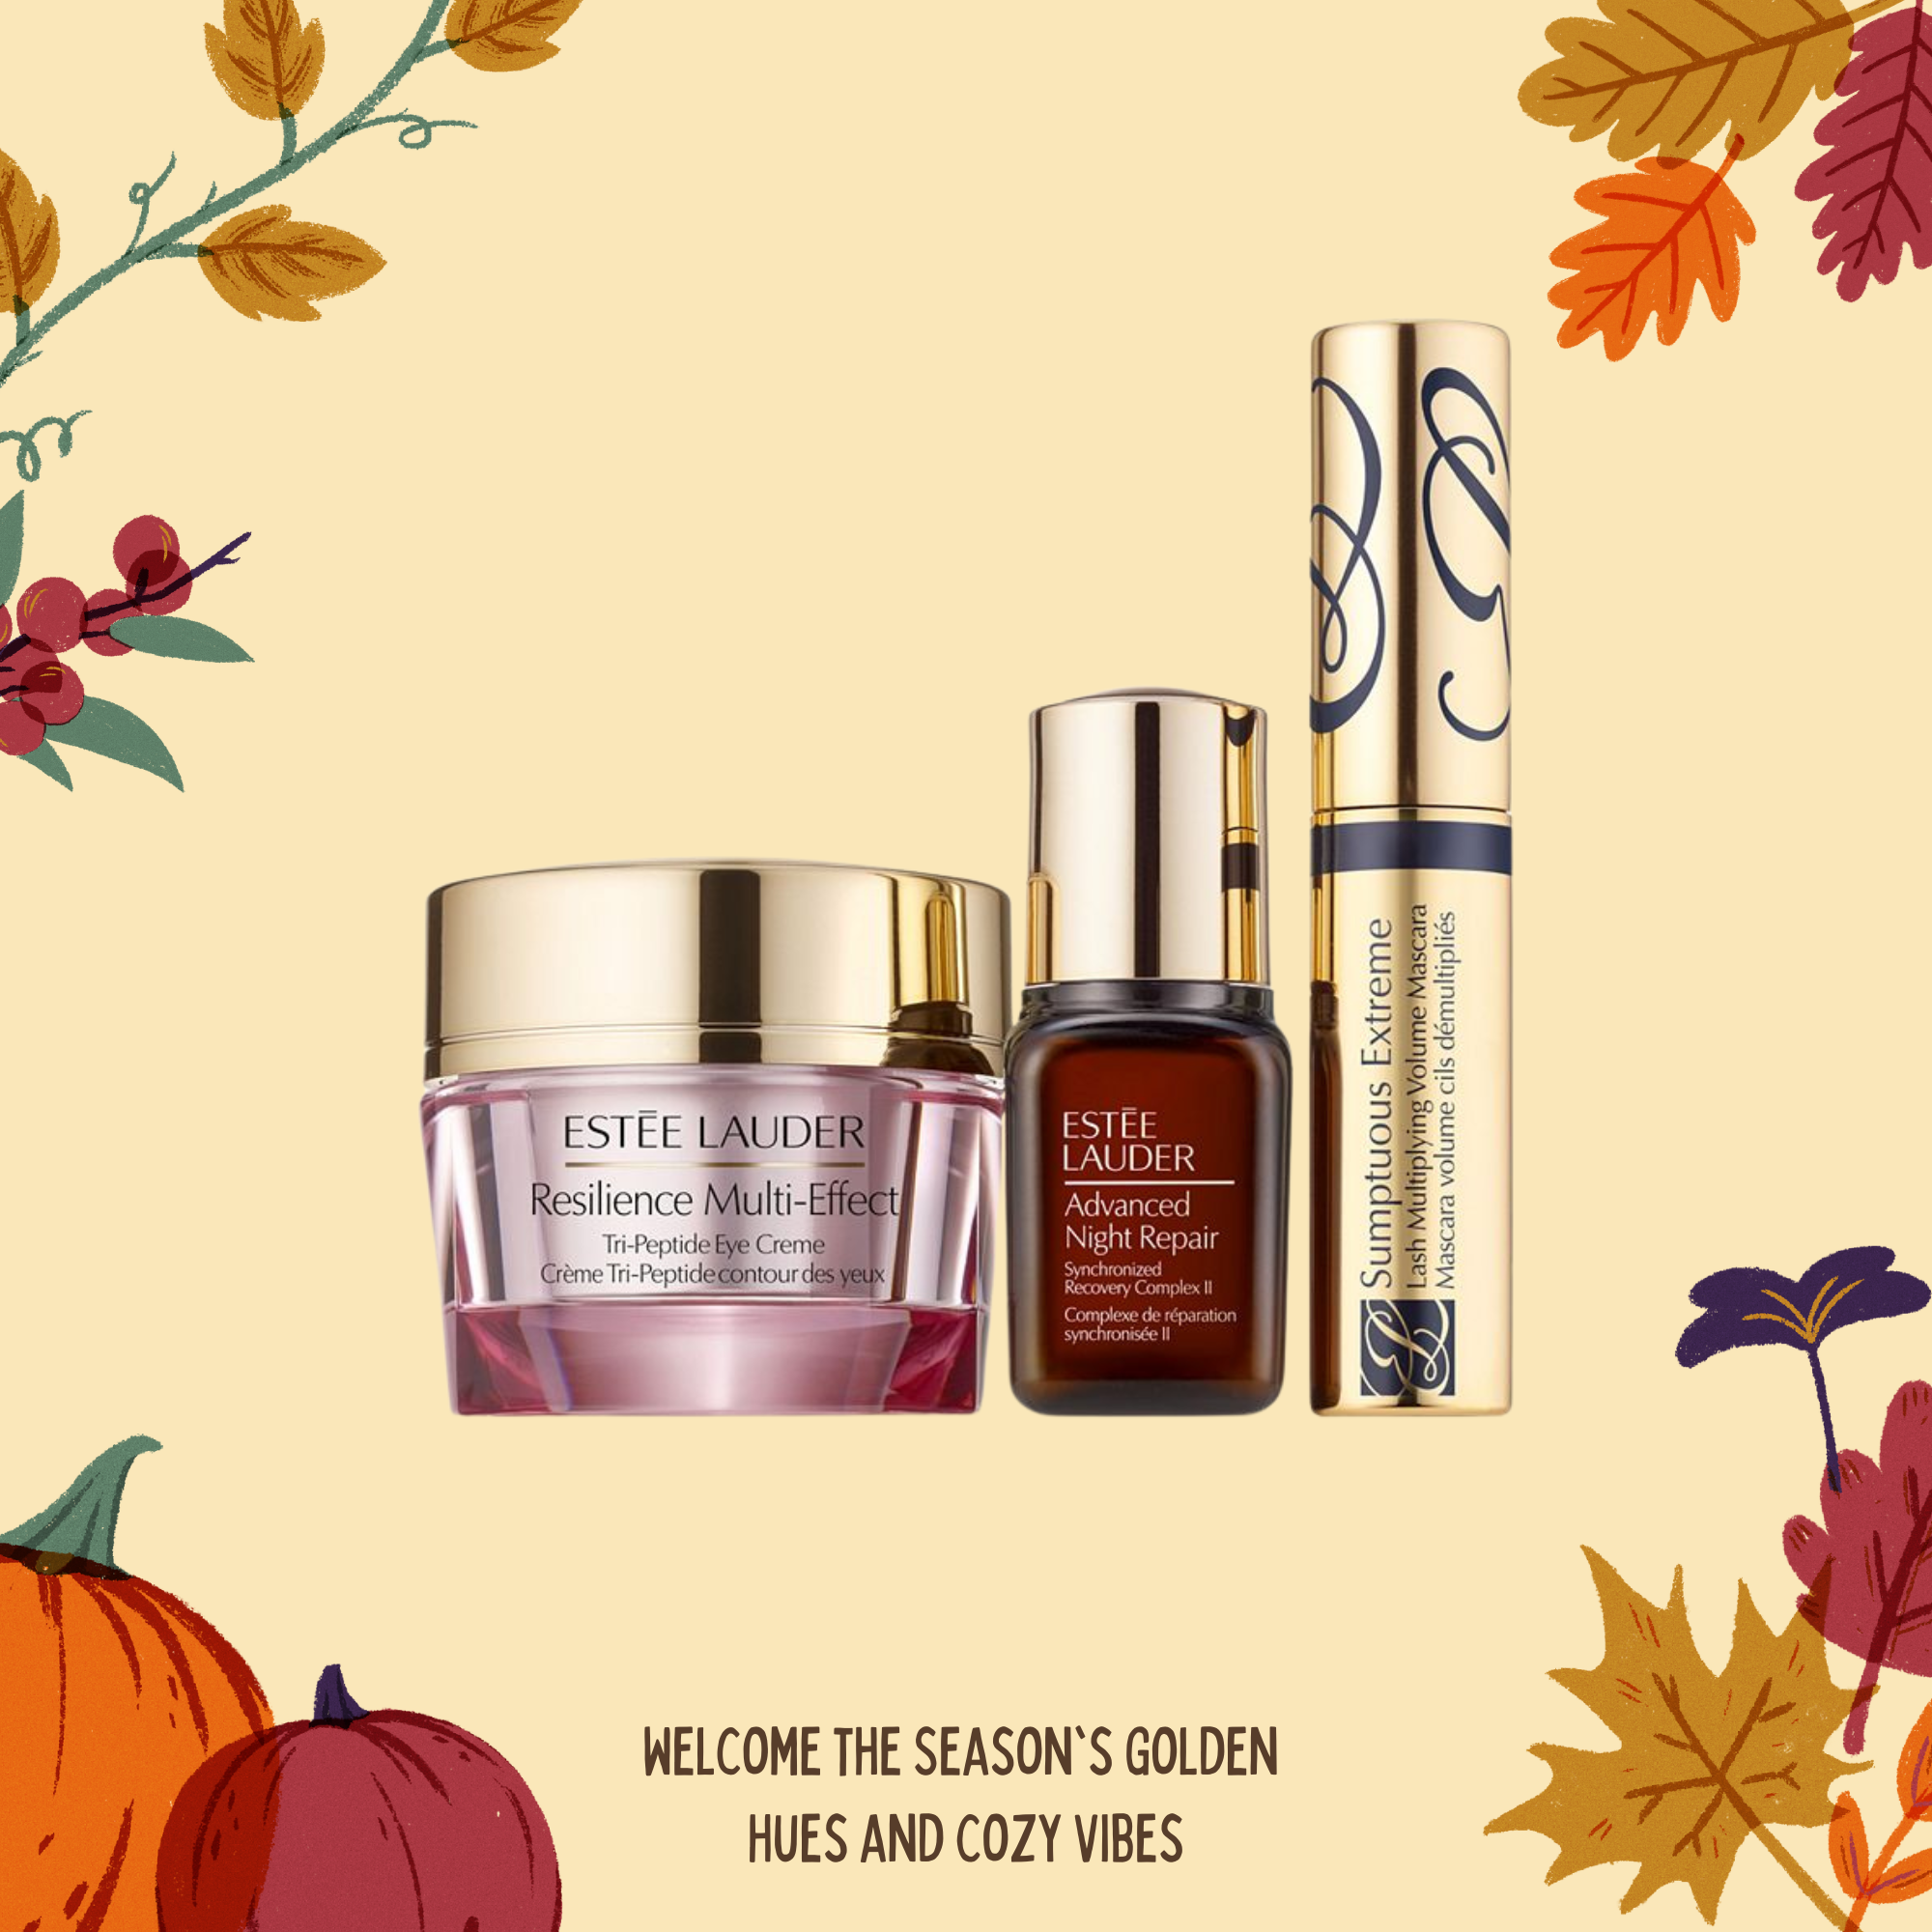 ESTĒE LAUDER
Resilience Multi-Effect
Tri-Peptide Eye Creme
Crème Tri-Peptide contour des yeux
ESTĒE
LAUDER
Advanced
Night Repair
Synchronized
Recovery Complex II
Complexe de réparation
synchronisée II
Sumptuous Extreme
Lash Multiplying Volume Mascara
Mascara volume cils démultipliés
WELCOME THE SEASON'S GOLDEN
HUES AND COZY VIBES